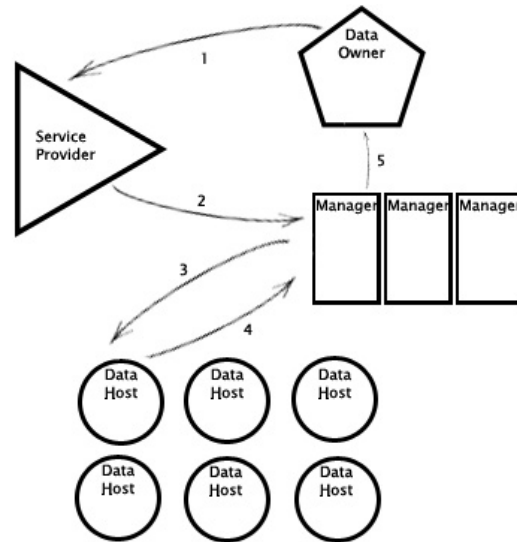 Data
Owner
1
Service
Provider
5
2
Manager
Manager
Manager
3
4
Data
Host
Data
Host
Data
Host
Data
Host
Data
Host
Data
Host